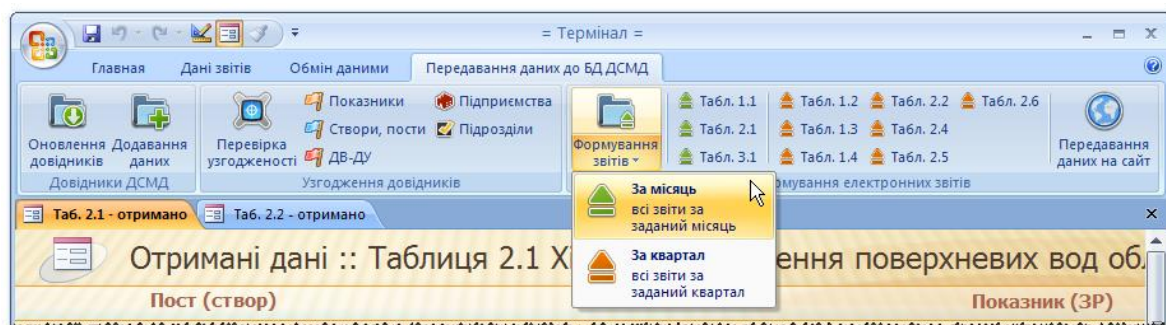 = Термінал =
Главная Дані звітів Обмін даними Передавання даних до БД ДСМД
Показники Підприємства Табл. 1.1 Табл. 1.2 Табл. 2.2 Табл. 2.6
Оновлення довідників
Додавання даних
Перевірка узгодженості
Створи, пости Підрозділи
Формування звітів
Табл. 2.1 Табл. 1.3 Табл. 2.4
ДВ-ДУ Табл. 3.1 Табл. 1.4 Табл. 2.5
Передавання даних на сайт
Довідники ДСМД Узгодження довідників електронних звітів
За місяць
всі звіти за
заданий місяць
За квартал
всі звіти за
заданий квартал
Таб. 2.1 - отримано Таб. 2.2 - отримано
Отримані дані :: Таблиця 2.1 поверхневих вод
Пост (створ) Показник (ЗР)